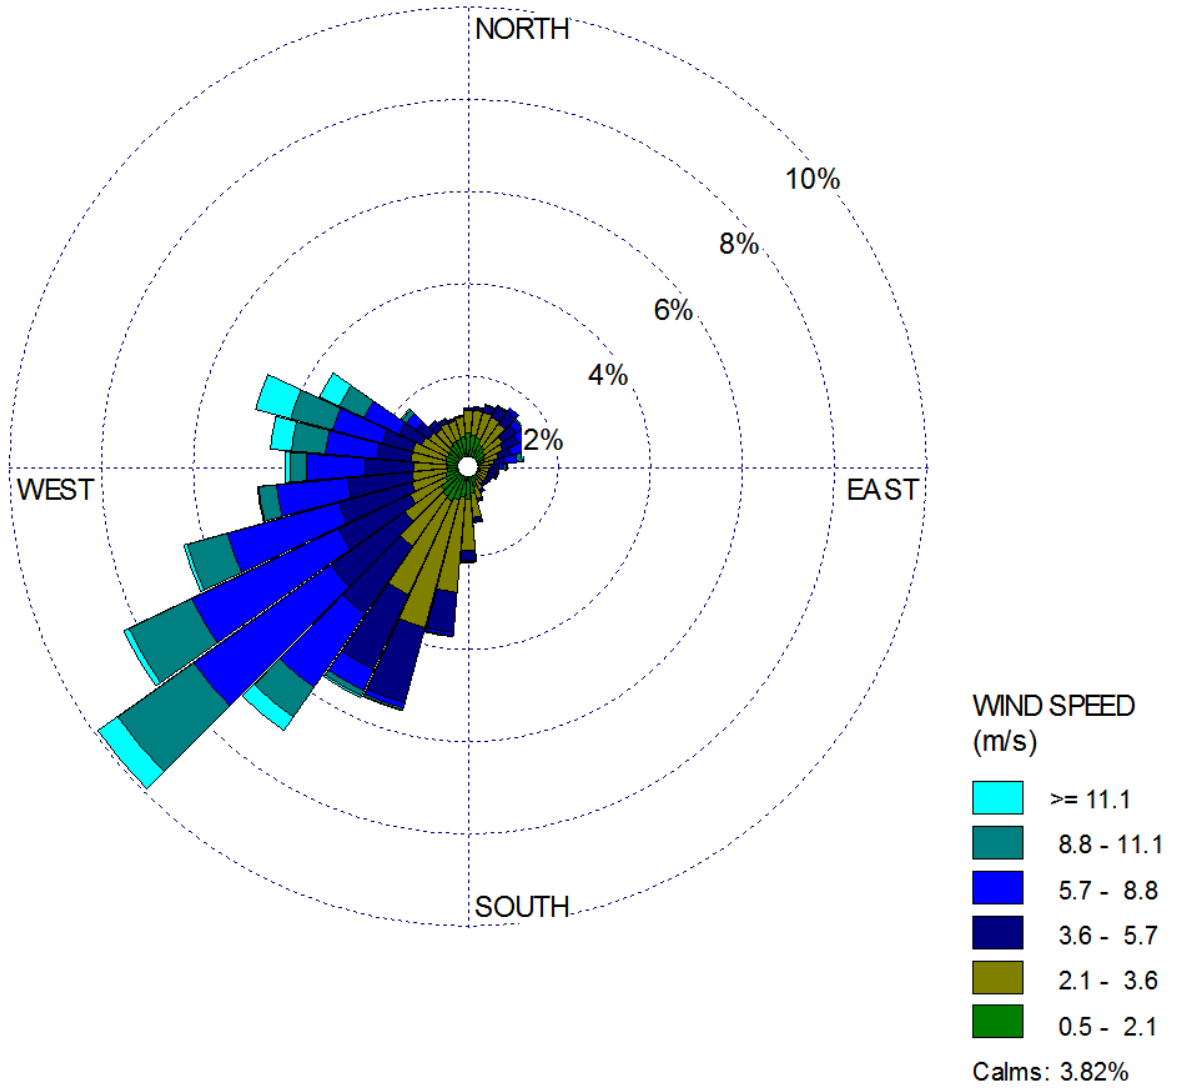 NORTH
10%
8%
6%
4%
2%
WEST
EAST
SOUTH
WIND SPEED
(m/s)
>= 11.1
8.8 - 11.1
5.7 - 8.8
3.6 - 5.7
2.1 - 3.6
0.5 - 2.1
Calms: 3.82%